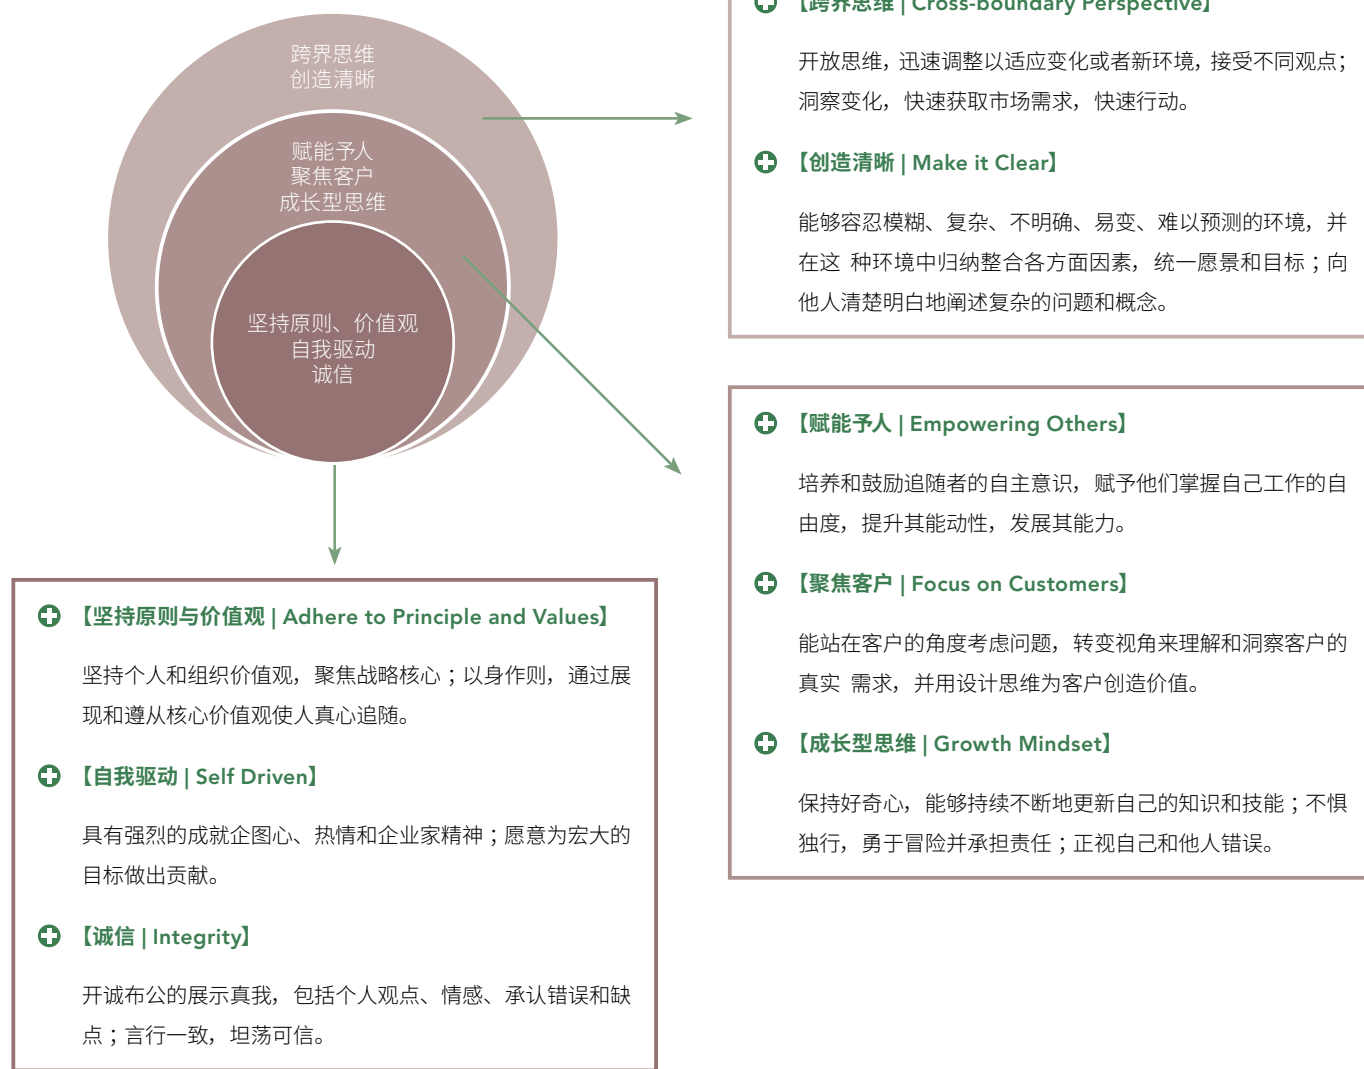 跨界思维
创造清晰
赋能予人
聚焦客户
成长型思维
坚持原则、价值观
自我驱动
诚信
【跨界思维 | Cross-boundary Perspective】
开放思维，迅速调整以适应变化或者新环境，接受不同观点；
洞察变化，快速获取市场需求，快速行动。
【创造清晰 | Make it Clear】
能够容忍模糊、复杂、不明确、易变、难以预测的环境，并
在这 种环境中归纳整合各方面因素，统一愿景和目标；向
他人清楚明白地阐述复杂的问题和概念。
【赋能予人 | Empowering Others】
培养和鼓励追随者的自主意识，赋予他们掌握自己工作的自
由度，提升其能动性，发展其能力。
【聚焦客户 | Focus on Customers】
能站在客户的角度考虑问题，转变视角来理解和洞察客户的
真实 需求，并用设计思维为客户创造价值。
【成长型思维 | Growth Mindset】
保持好奇心，能够持续不断地更新自己的知识和技能；不惧
独行，勇于冒险并承担责任；正视自己和他人错误。
【坚持原则与价值观 | Adhere to Principle and Values】
坚持个人和组织价值观，聚焦战略核心；以身作则，通过展
现和遵从核心价值观使人真心追随。
【自我驱动 | Self Driven】
具有强烈的成就企图心、热情和企业家精神；愿意为宏大的
目标做出贡献。
【诚信 | Integrity】
开诚布公的展示真我，包括个人观点、情感、承认错误和缺
点；言行一致，坦荡可信。